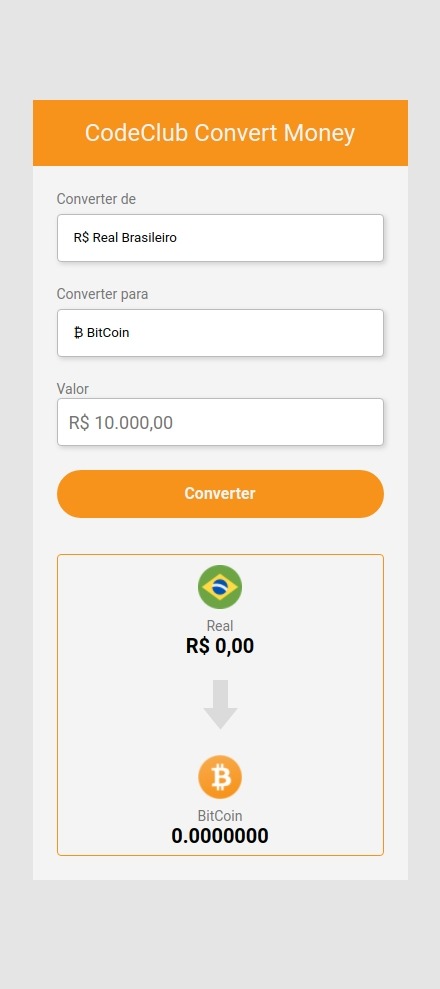 CodeClub Convert Money
Converter de
R$ Real Brasileiro
Converter para
₿ BitCoin
Valor
R$ 10.000,00
Converter
Real
R$ 0,00
₿
BitCoin
0.0000000